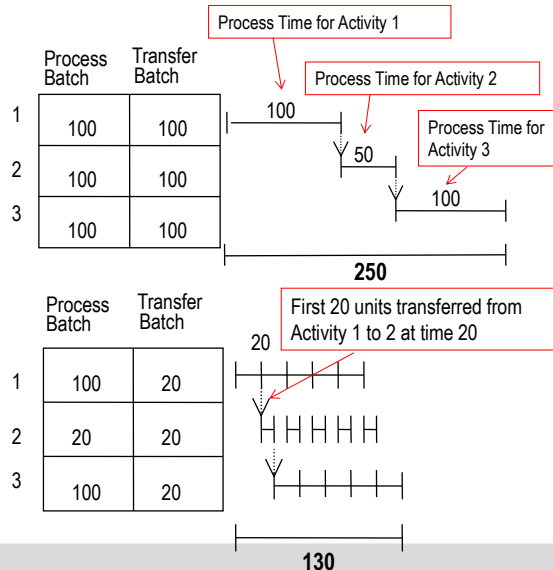 Process Time for Activity 1
Process Transfer
Batch Batch
Process Time for Activity 2
1 100 100 100
Process Time for
Activity 3
2 100 100 50
3 100 100 100
250
Process Transfer
Batch Batch
First 20 units transferred from
Activity 1 to 2 at time 20
20
1 100 20
2 20 20
3 100 20
130